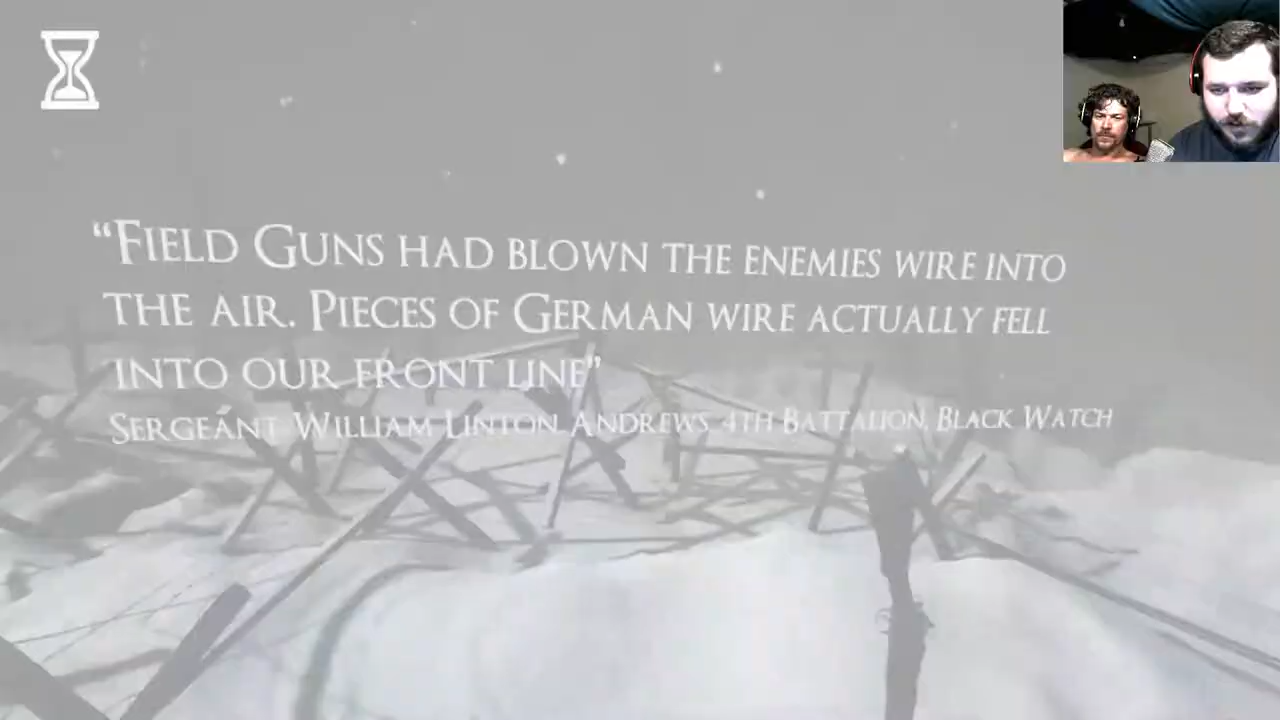 “Field Guns had blown the enemies wire into
the air. Pieces of German wire actually fell
into our front line”
Sergeant William Linton Andrews, 4th Battalion, Black Watch